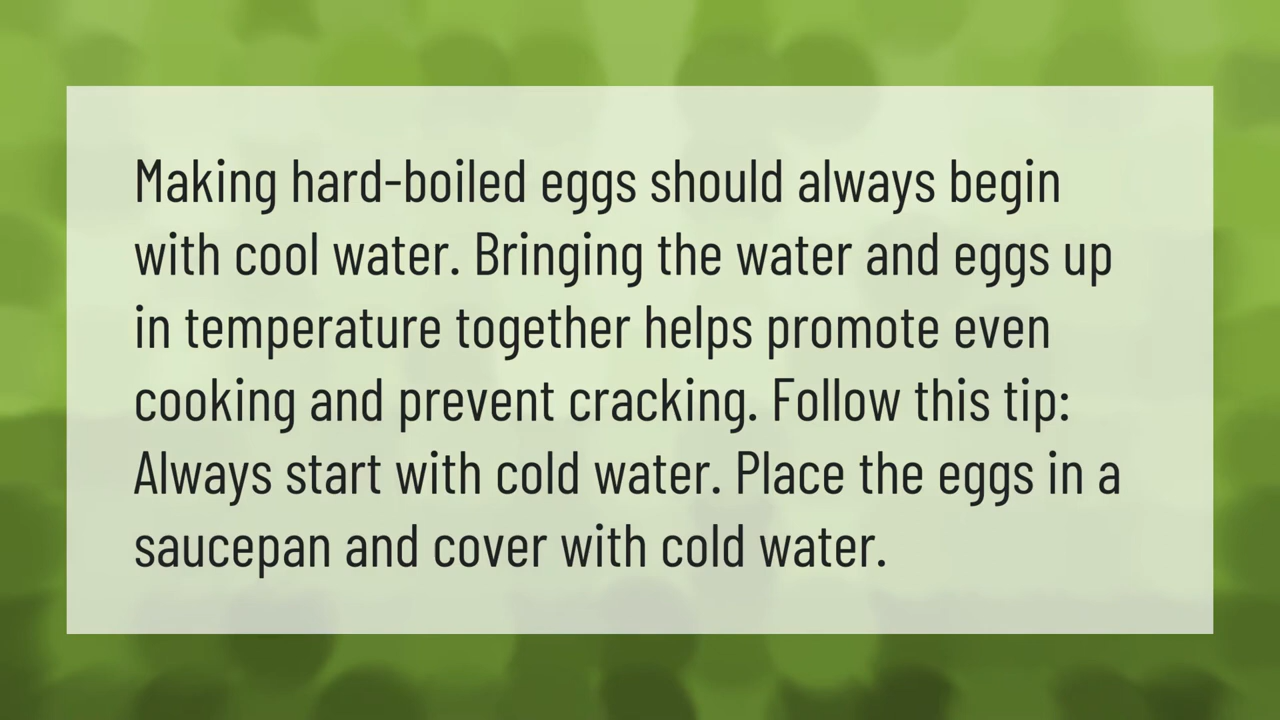 Making hard-boiled eggs should always begin
with cool water. Bringing the water and eggs up
in temperature together helps promote even
cooking and prevent cracking. Follow this tip:
Always start with cold water. Place the eggs in a
saucepan and cover with cold water.